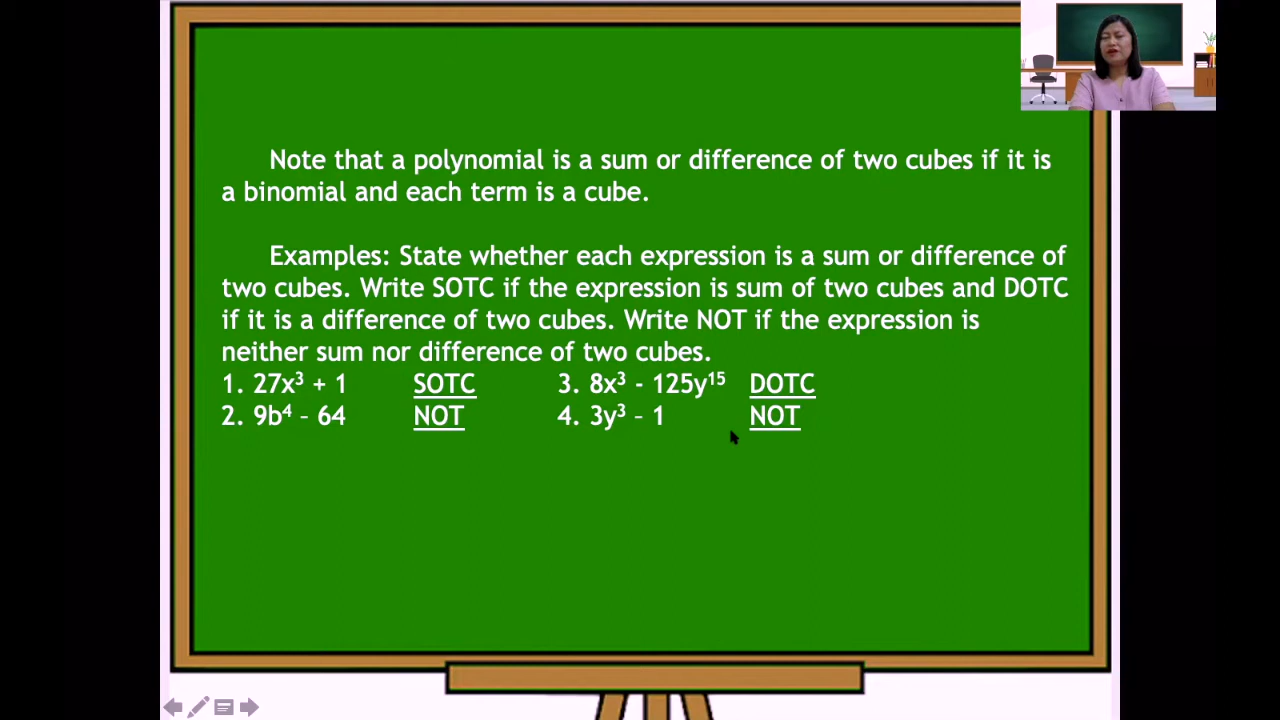 Note that a polynomial is a sum or difference of two cubes if it is
a binomial and each term is a cube.
Examples: State whether each expression is a sum or difference of
two cubes. Write SOTC if the expression is sum of two cubes and DOTC
if it is a difference of two cubes. Write NOT if the expression is
neither sum nor difference of two cubes.
1. 27x³ + 1 SOTC 3. 8x³ - 125y¹⁵ DOTC
2. 9b⁴ – 64 NOT 4. 3y³ – 1 NOT